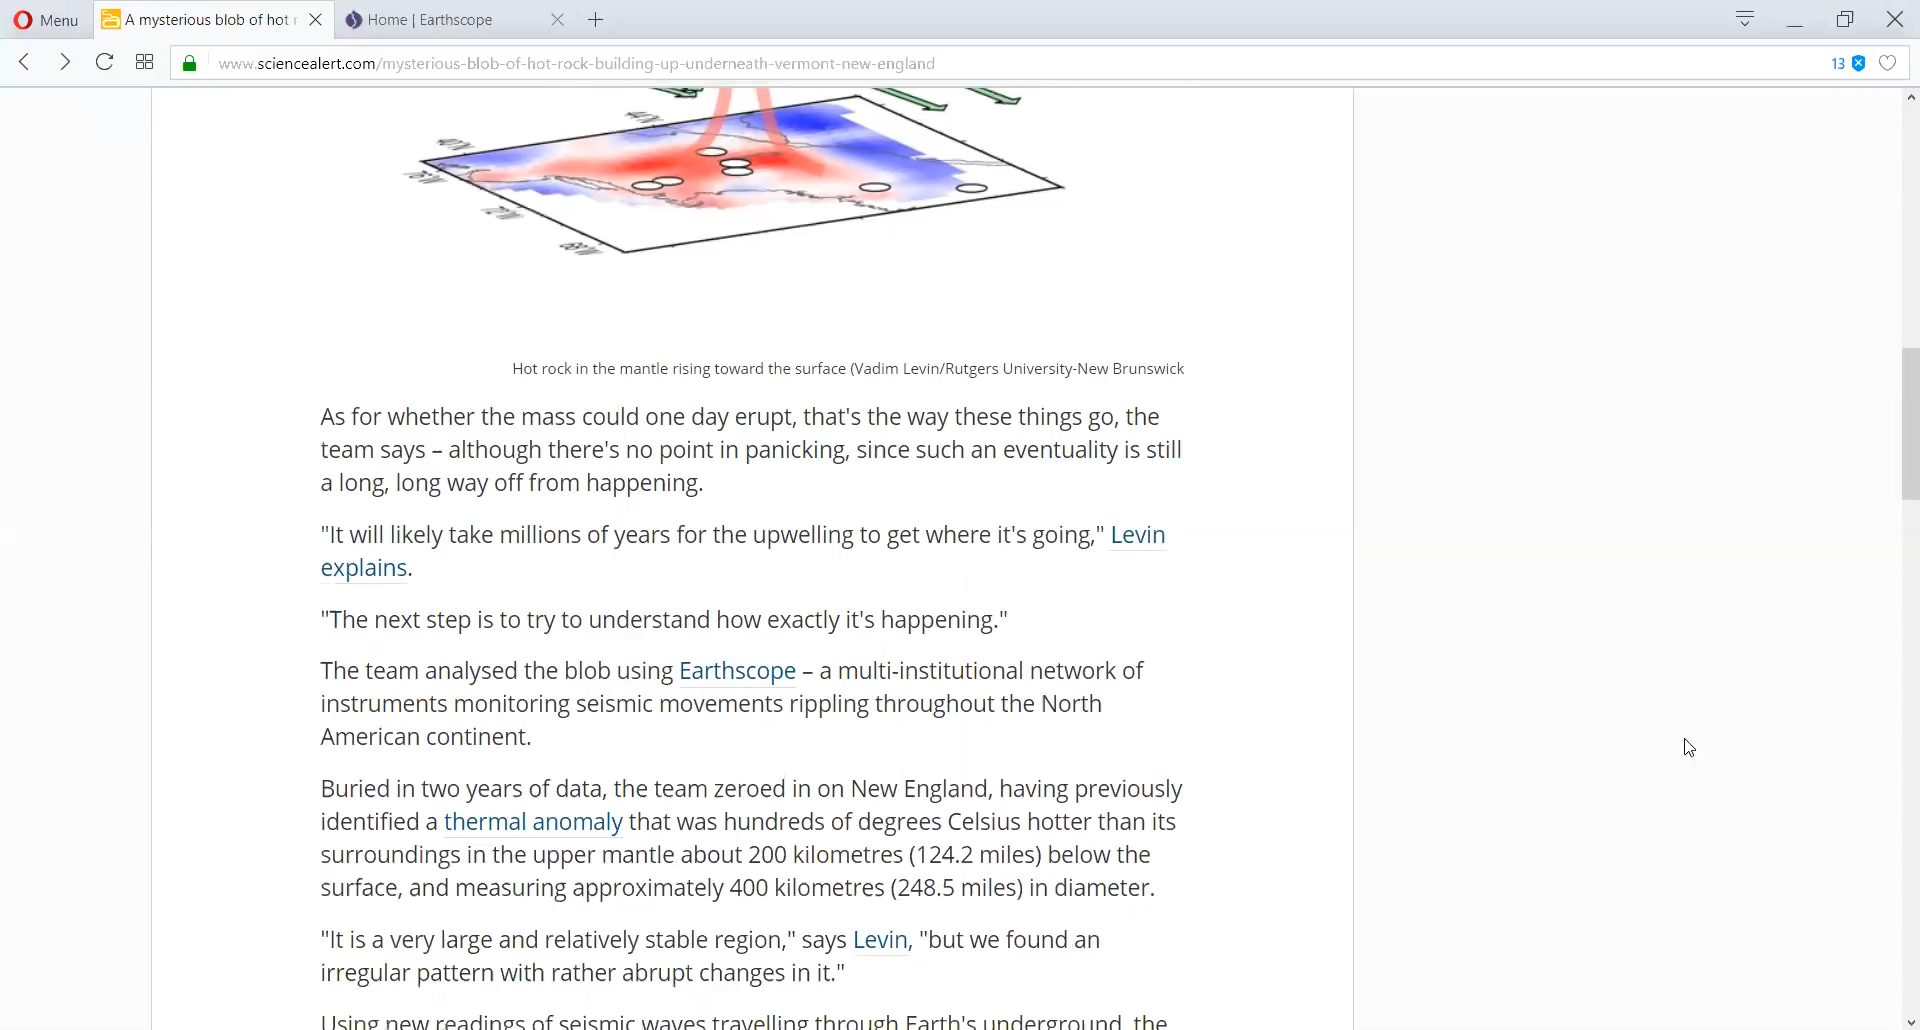 Menu
A mysterious blob of hot
Home | Earthscope
www.sciencealert.com/mysterious-blob-of-hot-rock-building-up-underneath-vermont-new-england
13
44°N
40°N
76°W
72°W
68°W
Hot rock in the mantle rising toward the surface (Vadim Levin/Rutgers University-New Brunswick
As for whether the mass could one day erupt, that's the way these things go, the
team says – although there's no point in panicking, since such an eventuality is still
a long, long way off from happening.
"It will likely take millions of years for the upwelling to get where it's going," Levin
explains.
"The next step is to try to understand how exactly it's happening."
The team analysed the blob using Earthscope – a multi-institutional network of
instruments monitoring seismic movements rippling throughout the North
American continent.
Buried in two years of data, the team zeroed in on New England, having previously
identified a thermal anomaly that was hundreds of degrees Celsius hotter than its
surroundings in the upper mantle about 200 kilometres (124.2 miles) below the
surface, and measuring approximately 400 kilometres (248.5 miles) in diameter.
"It is a very large and relatively stable region," says Levin, "but we found an
irregular pattern with rather abrupt changes in it."
Using new readings of seismic waves travelling through Earth's underground, the